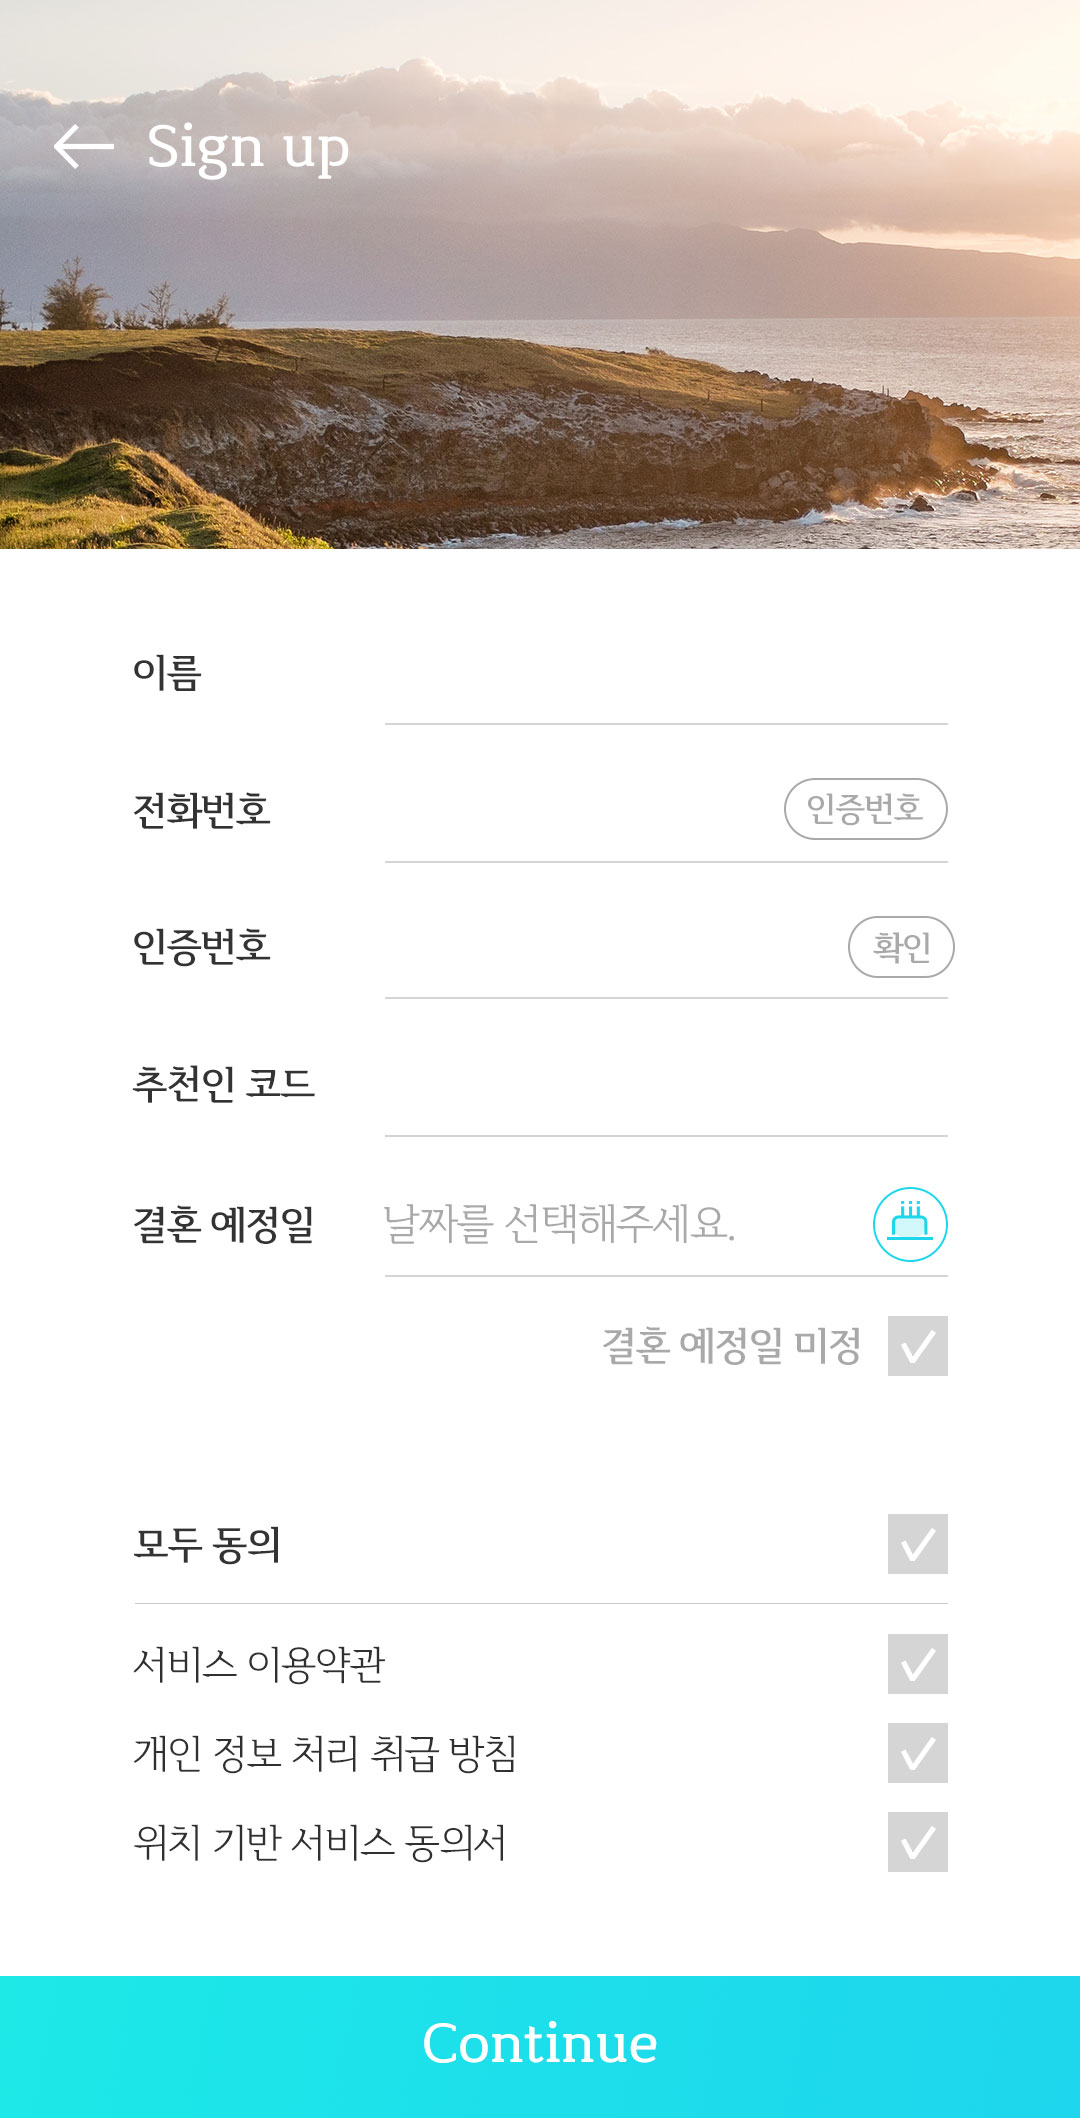 Sign up
이름
전화번호
인증번호
인증번호
확인
추천인 코드
결혼 예정일
날짜를 선택해주세요.
결혼 예정일 미정
모두 동의
서비스 이용약관
개인 정보 처리 취급 방침
위치 기반 서비스 동의서
Continue